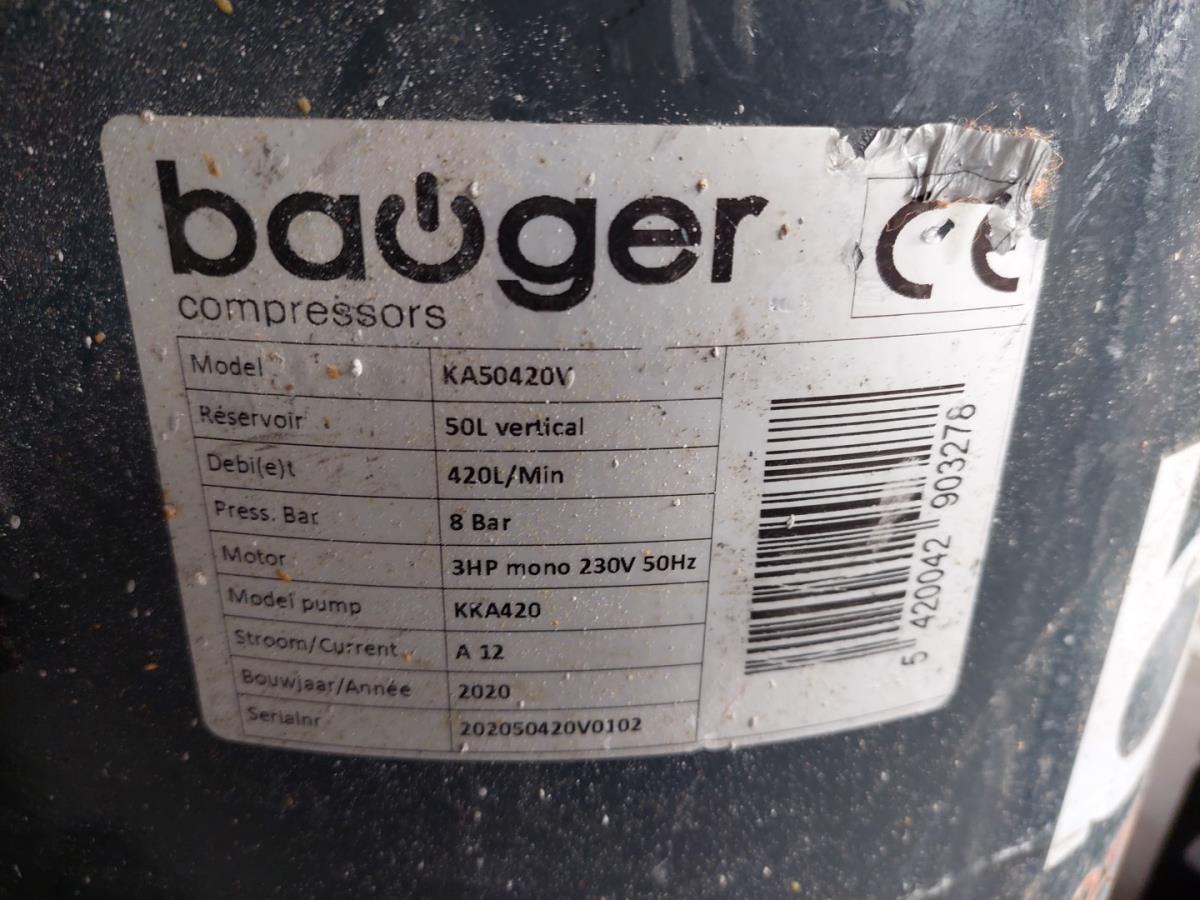 bauger
compressors
CE
Model KA50420V
Réservoir 50L vertical
Debi(e)t 420L/Min
Press. Bar 8 Bar
Motor 3HP mono 230V 50Hz
Model pump KKA420
Stroom/Current A 12
Bouwjaar/Année 2020
Serialnr 202050420V0102
5 420042 903278